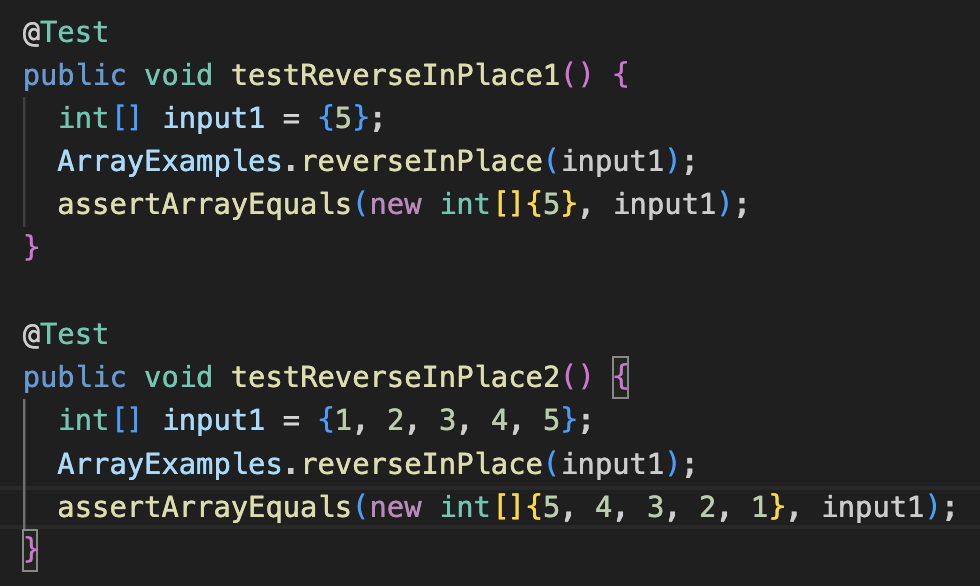 @Test
public void testReverseInPlace1() {
  int[] input1 = {5};
  ArrayExamples.reverseInPlace(input1);
  assertArrayEquals(new int[]{5}, input1);
}

@Test
public void testReverseInPlace2() {
  int[] input1 = {1, 2, 3, 4, 5};
  ArrayExamples.reverseInPlace(input1);
  assertArrayEquals(new int[]{5, 4, 3, 2, 1}, input1);
}